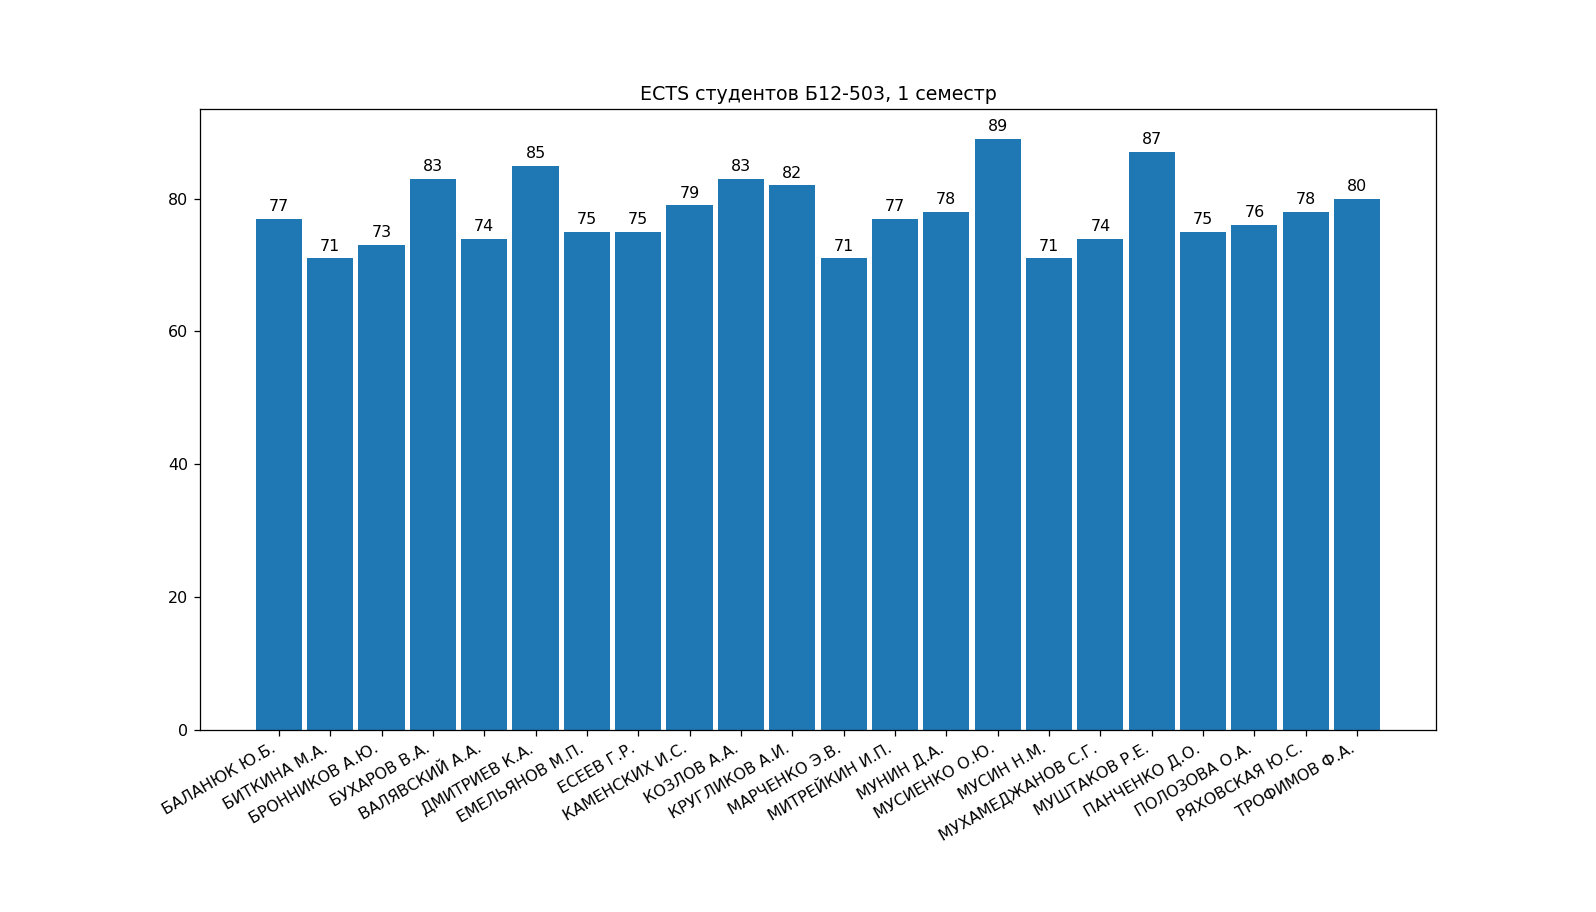 ECTS студентов Б12-503, 1 семестр
77
71
73
83
74
85
75
75
79
83
82
71
77
78
89
71
74
87
75
76
78
80
80
60
40
20
0
БАЛАНЮК Ю.Б.
БИТКИНА М.А.
БРОННИКОВ А.Ю.
БУХАРОВ В.А.
ВАЛЯВСКИЙ А.А.
ДМИТРИЕВ К.А.
ЕМЕЛЬЯНОВ М.П.
ЕСЕЕВ Г.Р.
КАМЕНСКИХ И.С.
КОЗЛОВ А.А.
КРУГЛИКОВ А.И.
МАРЧЕНКО Э.В.
МИТРЕЙКИН И.П.
МУНИН Д.А.
МУСИЕНКО О.Ю.
МУСИН Н.М.
МУХАМЕДЖАНОВ С.Г.
МУШТАКОВ Р.Е.
ПАНЧЕНКО Д.О.
ПОЛОЗОВА О.А.
РЯХОВСКАЯ Ю.С.
ТРОФИМОВ Ф.А.